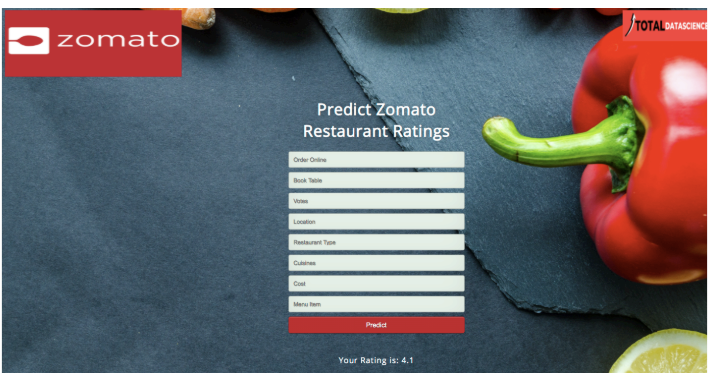 zomato
TOTAL DATASCIENCE
Predict Zomato
Restaurant Ratings
Order Online
Book Table
Votes
Location
Restaurant Type
Cuisines
Cost
Menu Item
Predict
Your Rating is: 4.1